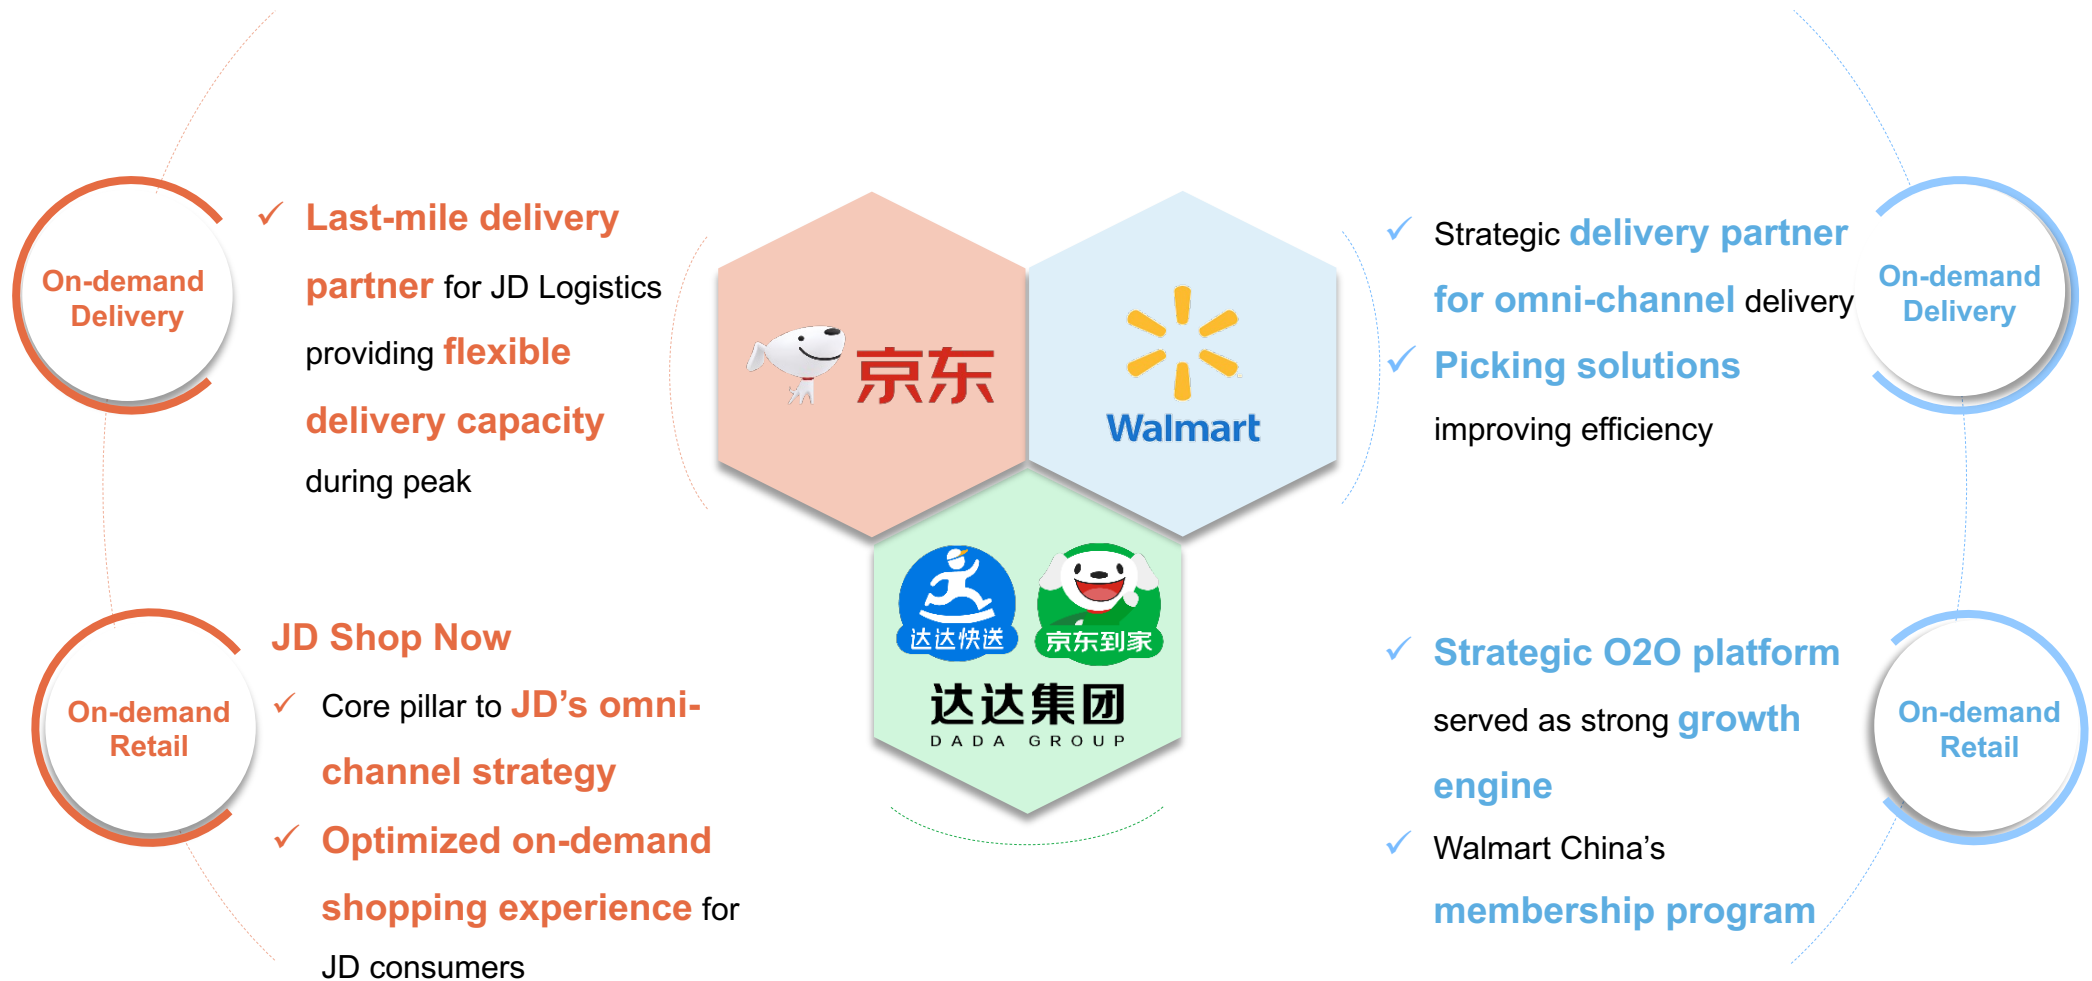 On-demand
Delivery
✓ Last-mile delivery
partner for JD Logistics
providing flexible
delivery capacity
during peak
On-demand
Retail
JD Shop Now
✓ Core pillar to JD’s omni-
channel strategy
✓ Optimized on-demand
shopping experience for
JD consumers
京东
Walmart
达达快送
京东到家
达达集团
DADA GROUP
✓ Strategic delivery partner
for omni-channel delivery
✓ Picking solutions
improving efficiency
On-demand
Delivery
✓ Strategic O2O platform
served as strong growth
engine
✓ Walmart China’s
membership program
On-demand
Retail